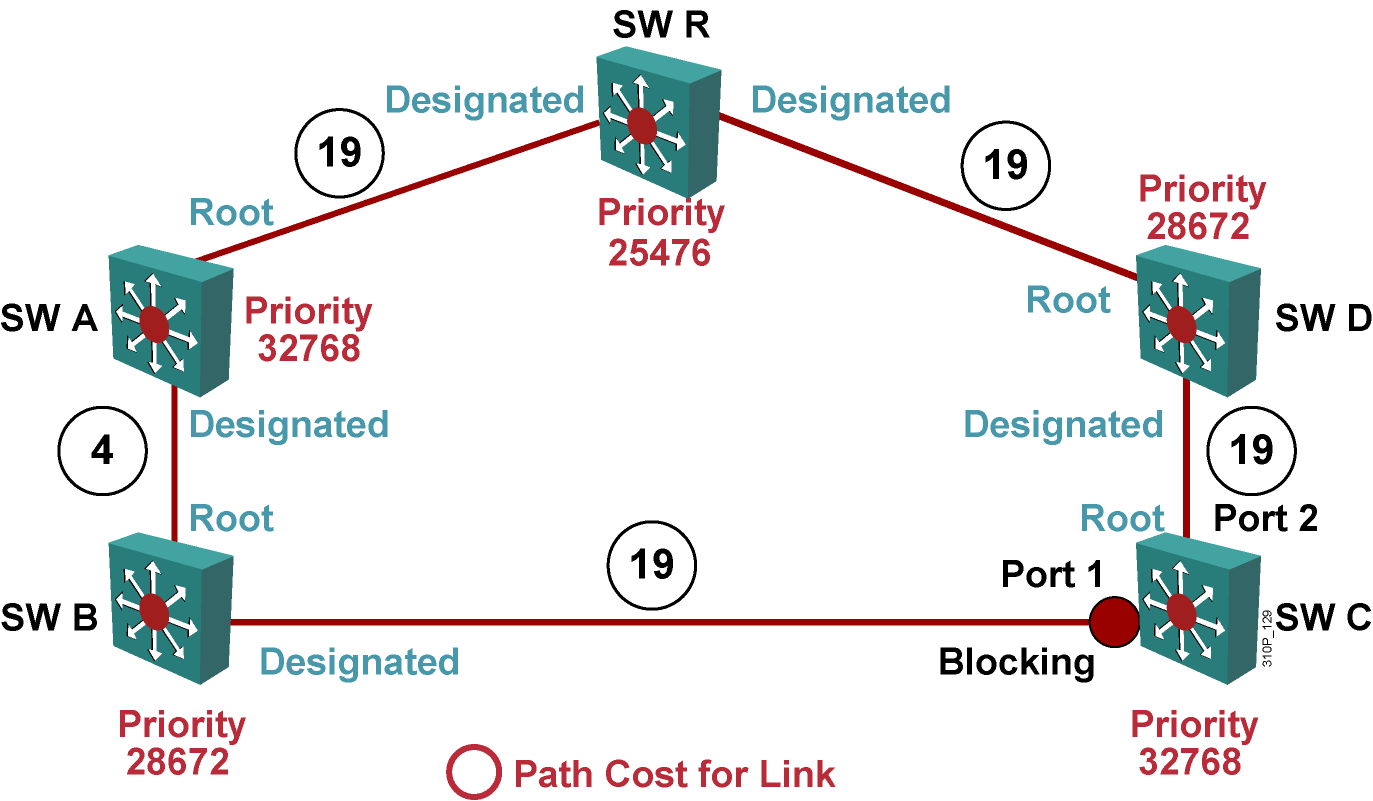 SW R
Designated
Designated
19
19
Priority
28672
Root
Priority
25476
Root
SW A
Priority
32768
SW D
Designated
Designated
4
19
Root
Root
Port 2
19
Port 1
SW B
SW C
310P_129
Designated
Blocking
Priority
28672
Priority
32768
Path Cost for Link